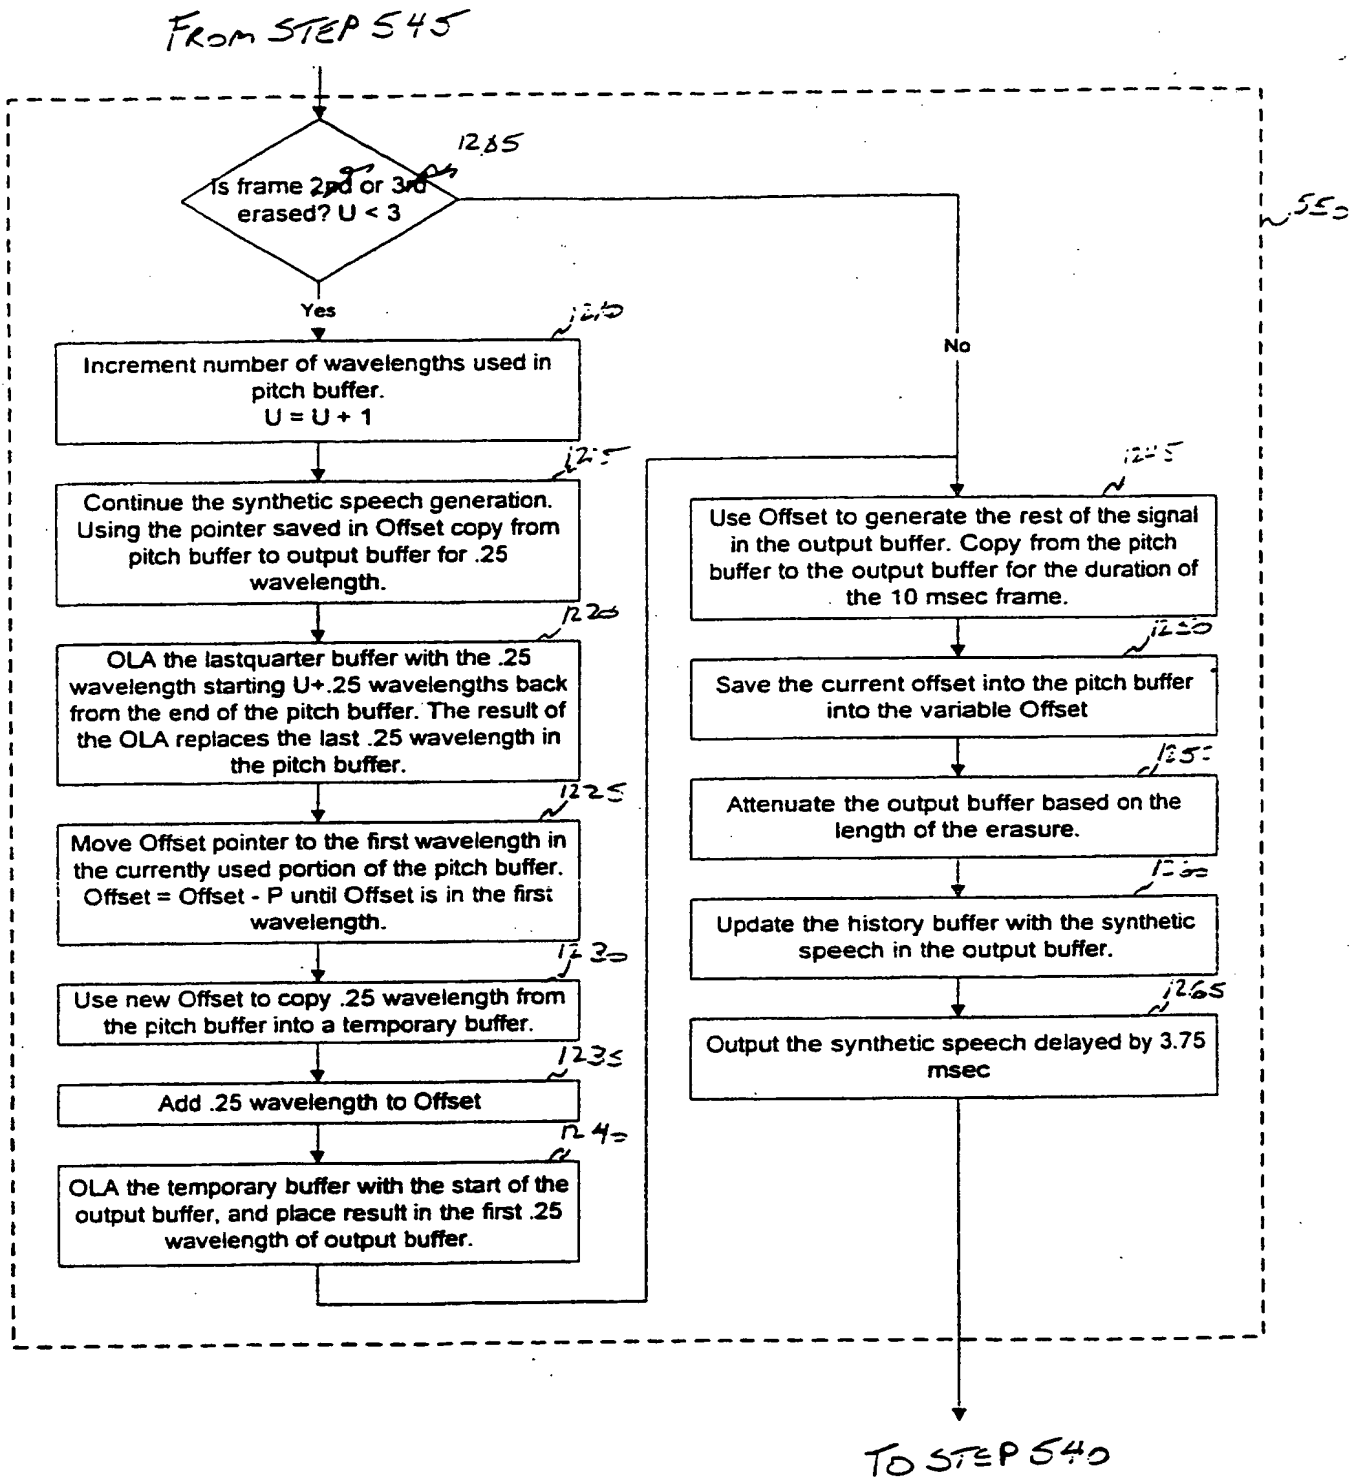 FROM STEP 545
1205
Is frame 2nd or 3rd
erased? U < 3
550
Yes
No
1210
Increment number of wavelengths used in
pitch buffer.
U = U + 1
1215
Continue the synthetic speech generation.
Using the pointer saved in Offset copy from
pitch buffer to output buffer for .25
wavelength.
1220
OLA the lastquarter buffer with the .25
wavelength starting U+.25 wavelengths back
from the end of the pitch buffer. The result of
the OLA replaces the last .25 wavelength in
the pitch buffer.
1225
Move Offset pointer to the first wavelength in
the currently used portion of the pitch buffer.
Offset = Offset - P until Offset is in the first
wavelength.
1230
Use new Offset to copy .25 wavelength from
the pitch buffer into a temporary buffer.
1235
Add .25 wavelength to Offset
1240
OLA the temporary buffer with the start of the
output buffer, and place result in the first .25
wavelength of output buffer.
1245
Use Offset to generate the rest of the signal
in the output buffer. Copy from the pitch
buffer to the output buffer for the duration of
the 10 msec frame.
1250
Save the current offset into the pitch buffer
into the variable Offset
1255
Attenuate the output buffer based on the
length of the erasure.
1260
Update the history buffer with the synthetic
speech in the output buffer.
1265
Output the synthetic speech delayed by 3.75
msec
TO STEP 540